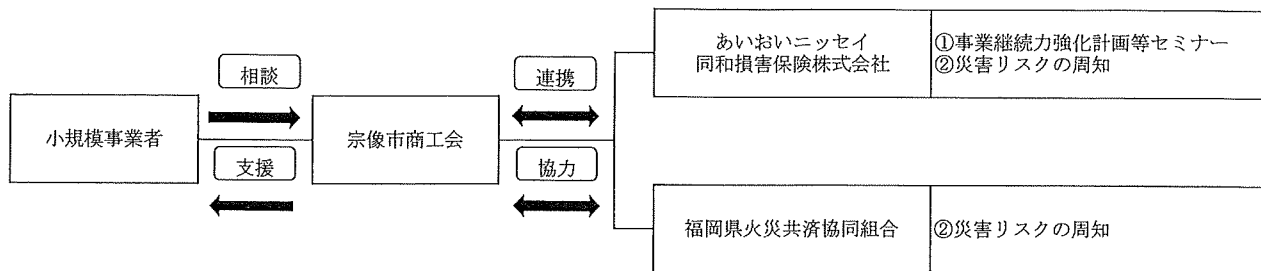 小規模事業者
相談
支援
宗像市商工会
連携
協力
あいおいニッセイ
同和損害保険株式会社
①事業継続力強化計画等セミナー
②災害リスクの周知
福岡県火災共済協同組合
②災害リスクの周知